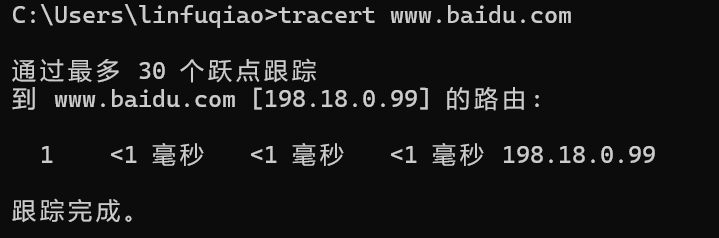 C:\Users\linfuqiao>tracert www.baidu.com
通过最多 30 个跃点跟踪
到 www.baidu.com [198.18.0.99] 的路由:
1 <1 毫秒 <1 毫秒 <1 毫秒 198.18.0.99
跟踪完成。